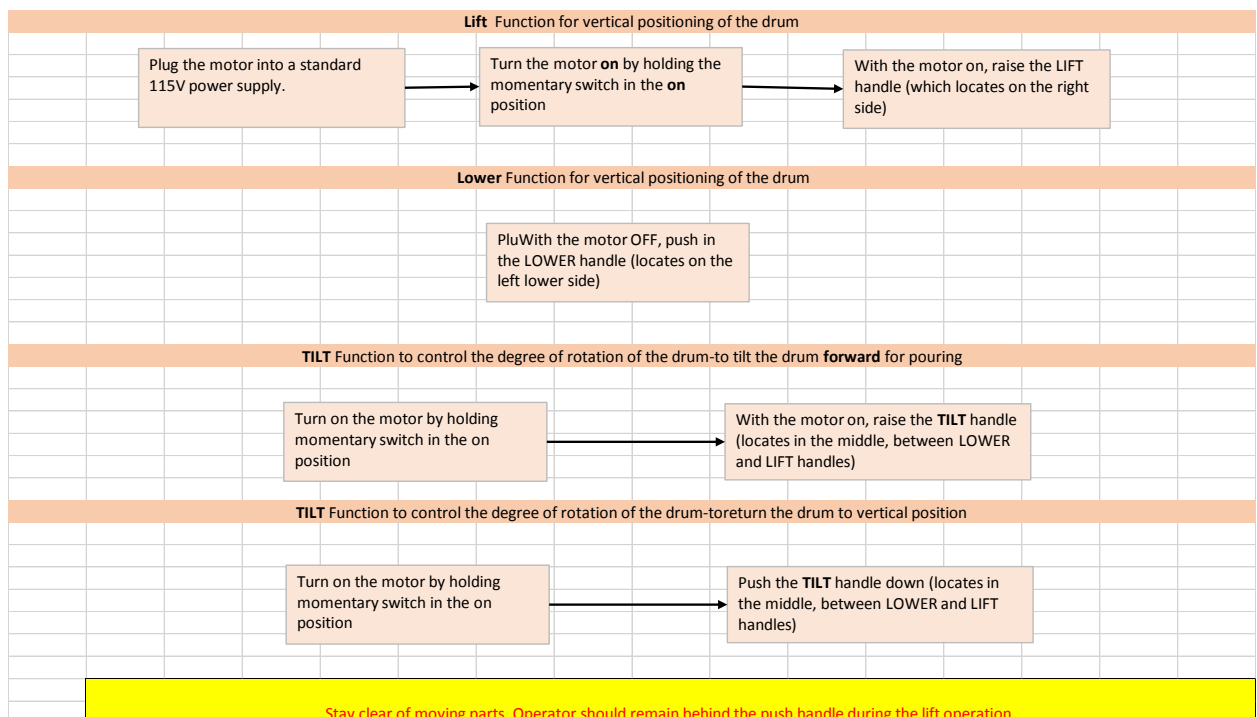 Lift Function for vertical positioning of the drum
Plug the motor into a standard
115V power supply.
Turn the motor on by holding the
momentary switch in the on
position
With the motor on, raise the LIFT
handle (which locates on the right
side)
Lower Function for vertical positioning of the drum
PluWith the motor OFF, push in
the LOWER handle (locates on the
left lower side)
TILT Function to control the degree of rotation of the drum-to tilt the drum forward for pouring
Turn on the motor by holding
momentary switch in the on
position
With the motor on, raise the TILT handle
(locates in the middle, between LOWER
and LIFT handles)
TILT Function to control the degree of rotation of the drum-toreturn the drum to vertical position
Turn on the motor by holding
momentary switch in the on
position
Push the TILT handle down (locates in
the middle, between LOWER and LIFT
handles)
Stay clear of moving parts. Operator should remain behind the push handle during the lift operation